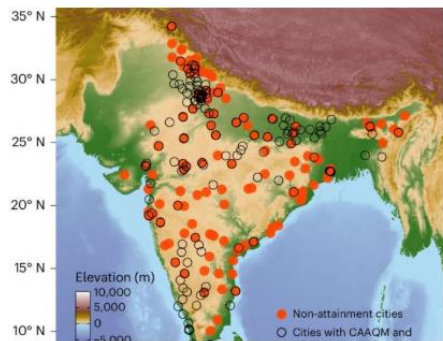 35° N
30° N
25° N
20° N
15° N
10° N
Elevation (m)
10,000
5,000
0
−5,000
Non-attainment cities
Cities with CAAQM and